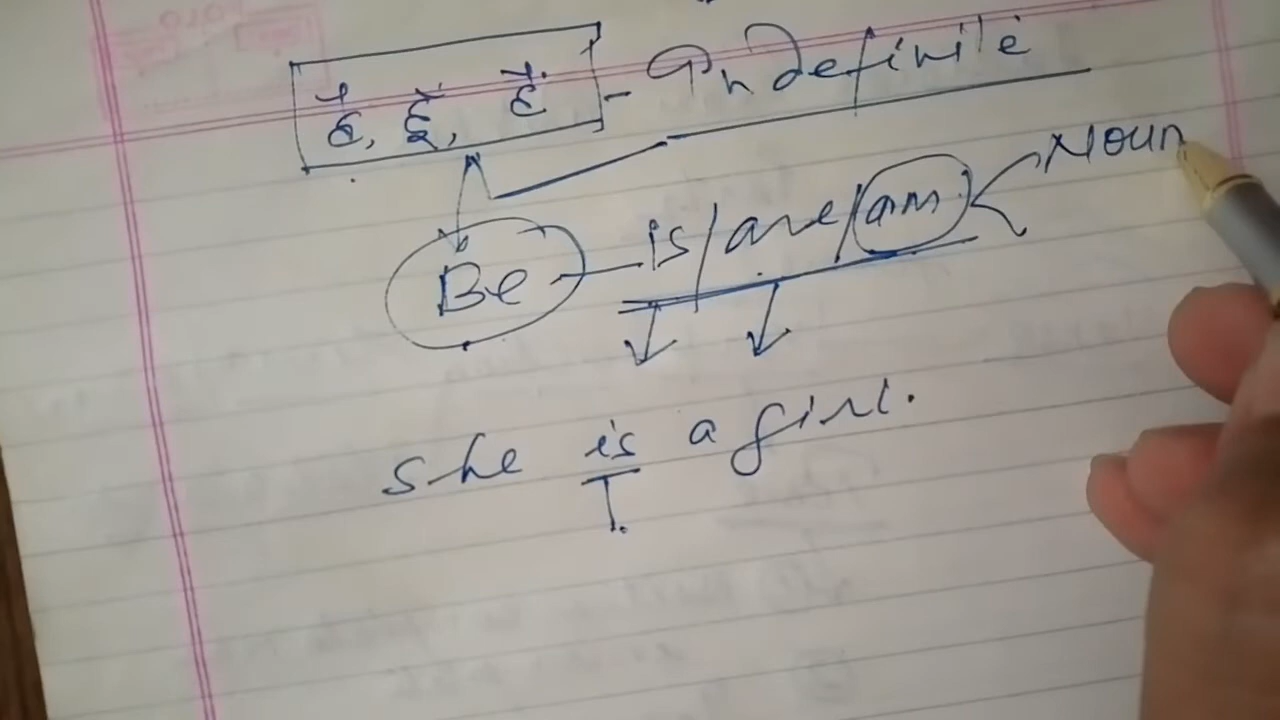 है, हूँ, हैं - Indefinite
Noun
Be - is/are/am
she is a girl.